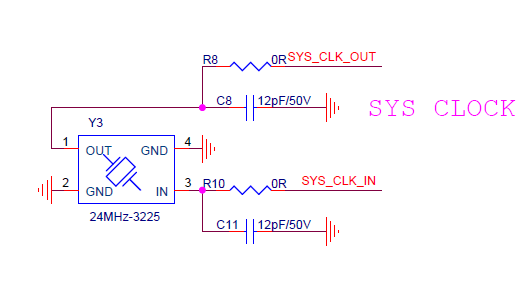 R8 0R SYS_CLK_OUT
C8 12pF/50V
SYS CLOCK
Y3
1 OUT GND 4
2 GND IN 3
24MHz-3225
R10 0R SYS_CLK_IN
C11 12pF/50V